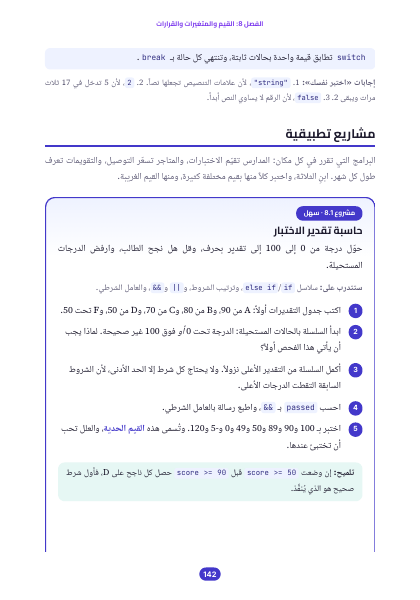 الفصل 8: القيم والمتغيرات والقرارات
switch تطابق قيمة واحدة بحالات ثابتة، وتنتهي كل حالة بـ break .
إجابات «اختبر نفسك»: 1. "string" ، لأن علامات التنصيص تجعلها نصاً. 2. 2 ، لأن 5 تدخل في 17 ثلاث
مرات ويبقى 2. 3. false ، لأن الرقم لا يساوي النص أبداً.
مشاريع تطبيقية
البرامج التي تقرر في كل مكان: المدارس تقيّم الاختبارات، والمتاجر تسعّر التوصيل، والتقويمات تعرف
طول كل شهر. ابنِ الثلاثة، واختبر كلاً منها بقيم مختلفة كثيرة، ومنها القيم الغريبة.
مشروع 8.1 · سهل
حاسبة تقدير الاختبار
حوّل درجة من 0 إلى 100 إلى تقدير بحرف، وقل هل نجح الطالب، وارفض الدرجات
المستحيلة.
ستتدرب على: سلاسل if / else if ، وترتيب الشروط، و || و && ، والعامل الشرطي.
1 اكتب جدول التقديرات أولاً: A من 90، وB من 80، وC من 70، وD من 50، وF تحت 50.
2 ابدأ السلسلة بالحالات المستحيلة: الدرجة تحت 0 أو فوق 100 غير صحيحة. لماذا يجب
أن يأتي هذا الفحص أولاً؟
3 أكمل السلسلة من التقدير الأعلى نزولاً. ولا يحتاج كل شرط إلا الحد الأدنى، لأن الشروط
السابقة التقطت الدرجات الأعلى.
4 احسب passed بـ && ، واطبع رسالة بالعامل الشرطي.
5 اختبر بـ 100 و90 و89 و50 و49 و0 و-5 و120. وتُسمى هذه القيم الحدية، والعلل تحب
أن تختبئ عندها.
تلميح: إن وضعت score >= 50 قبل score >= 90 حصل كل ناجح على D، فأول شرط
صحيح هو الذي يُنفَّذ.
142